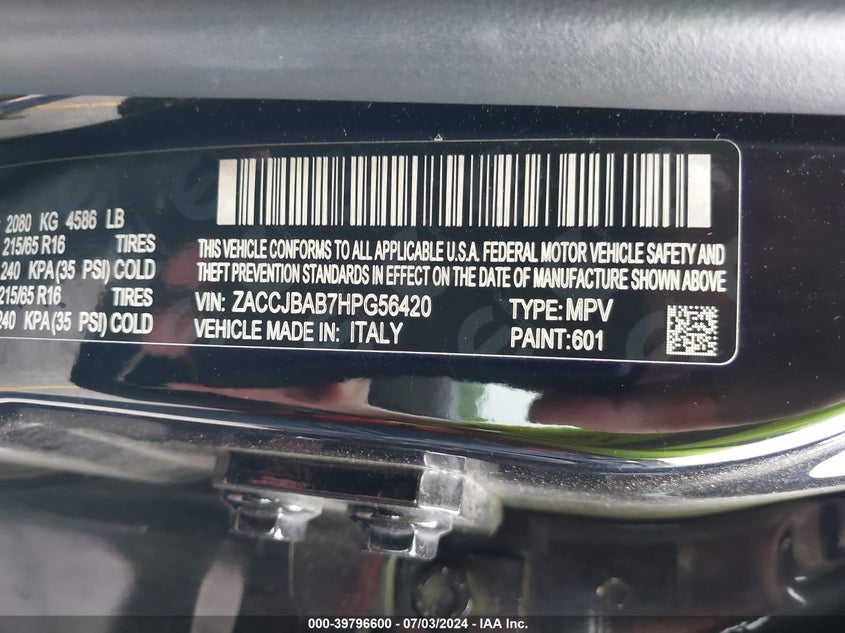 2080 KG 4586 LB
215/65 R16 TIRES
240 KPA(35 PSI) COLD
215/65 R16 TIRES
240 KPA(35 PSI) COLD
THIS VEHICLE CONFORMS TO ALL APPLICABLE U.S.A. FEDERAL MOTOR VEHICLE SAFETY AND
THEFT PREVENTION STANDARDS IN EFFECT ON THE DATE OF MANUFACTURE SHOWN ABOVE
VIN: ZACCJBAB7HPG56420 TYPE: MPV
VEHICLE MADE IN: ITALY PAINT:601
000-39796600 - 07/03/2024 - IAA Inc.